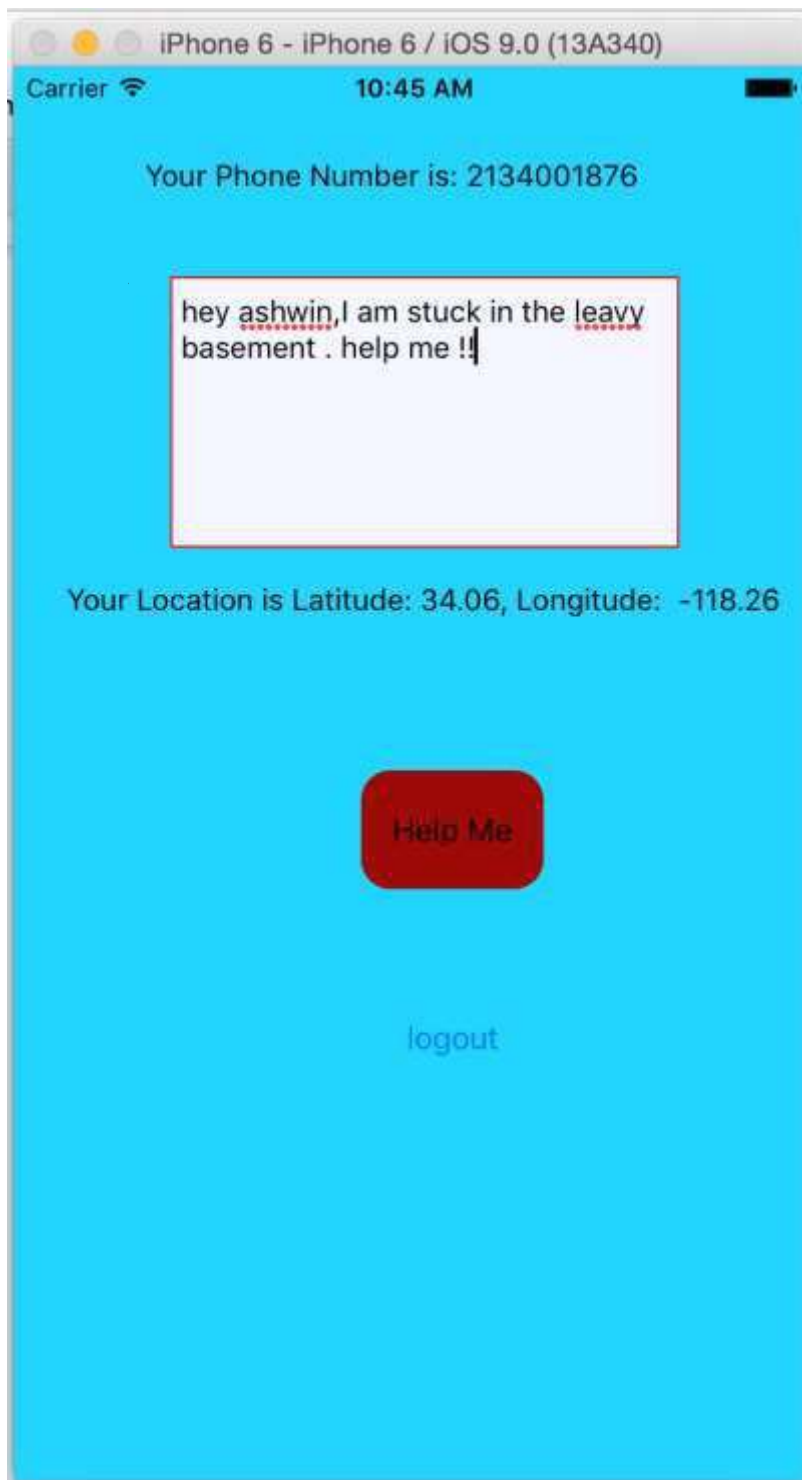 iPhone 6 - iPhone 6 / iOS 9.0 (13A340)
Carrier 10:45 AM
Your Phone Number is: 2134001876
hey ashwin,I am stuck in the leavy
basement . help me !!
Your Location is Latitude: 34.06, Longitude: -118.26
Help Me
logout